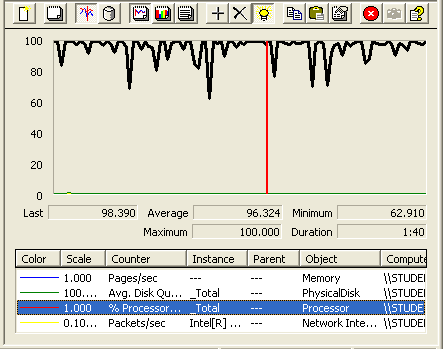 100
80
60
40
20
0
Last 98.390 Average 96.324 Minimum 62.910
Maximum 100.000 Duration 1:40
Color Scale Counter Instance Parent Object Compute
1.000 Pages/sec --- --- Memory \\STUDE
100.... Avg. Disk Qu... _Total --- PhysicalDisk \\STUDE
1.000 % Processor... _Total --- Processor \\STUDE
0.10... Packets/sec Intel[R] ... --- Network Inte... \\STUDE